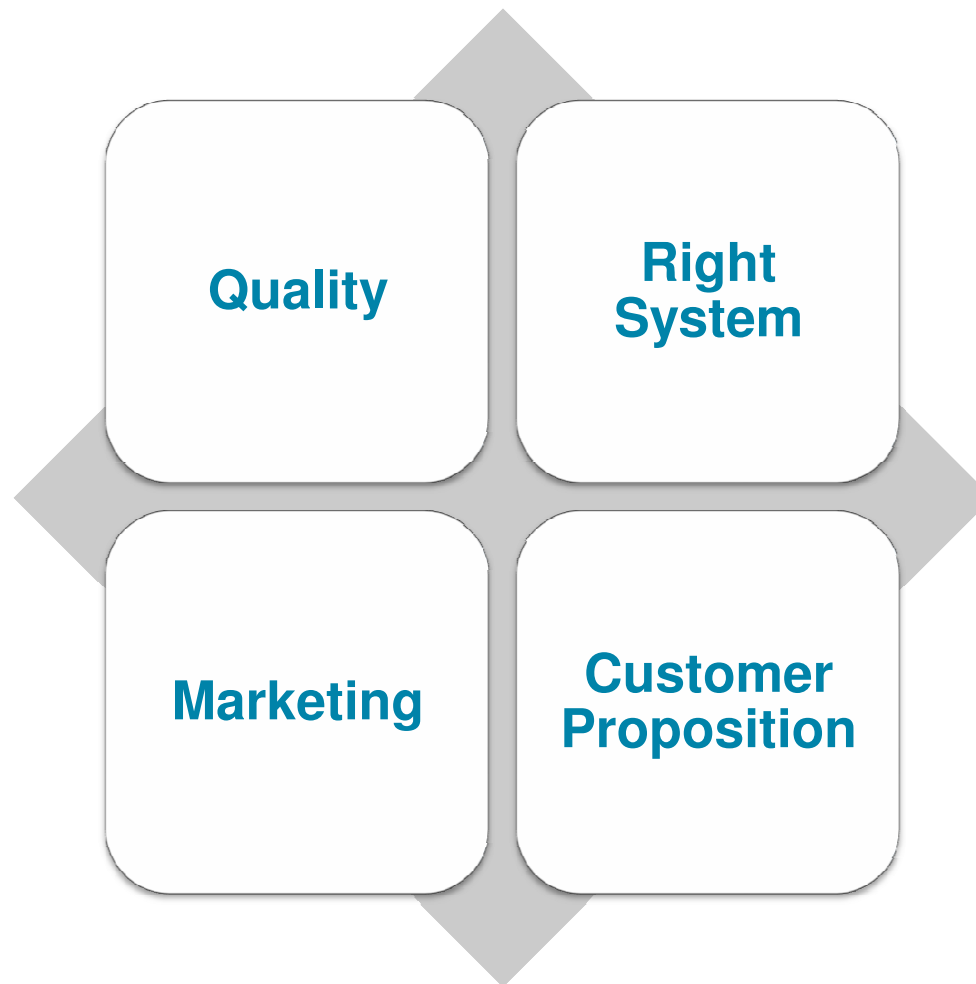 Quality
Right
System
Marketing
Customer
Proposition